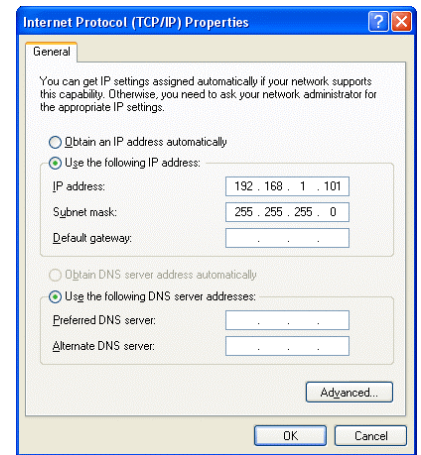 Internet Protocol (TCP/IP) Properties
General
You can get IP settings assigned automatically if your network supports
this capability. Otherwise, you need to ask your network administrator for
the appropriate IP settings.
Obtain an IP address automatically
Use the following IP address:
IP address: 192 . 168 . 1 . 101
Subnet mask: 255 . 255 . 255 . 0
Default gateway: . . .
Obtain DNS server address automatically
Use the following DNS server addresses:
Preferred DNS server: . . .
Alternate DNS server: . . .
Advanced...
OK Cancel